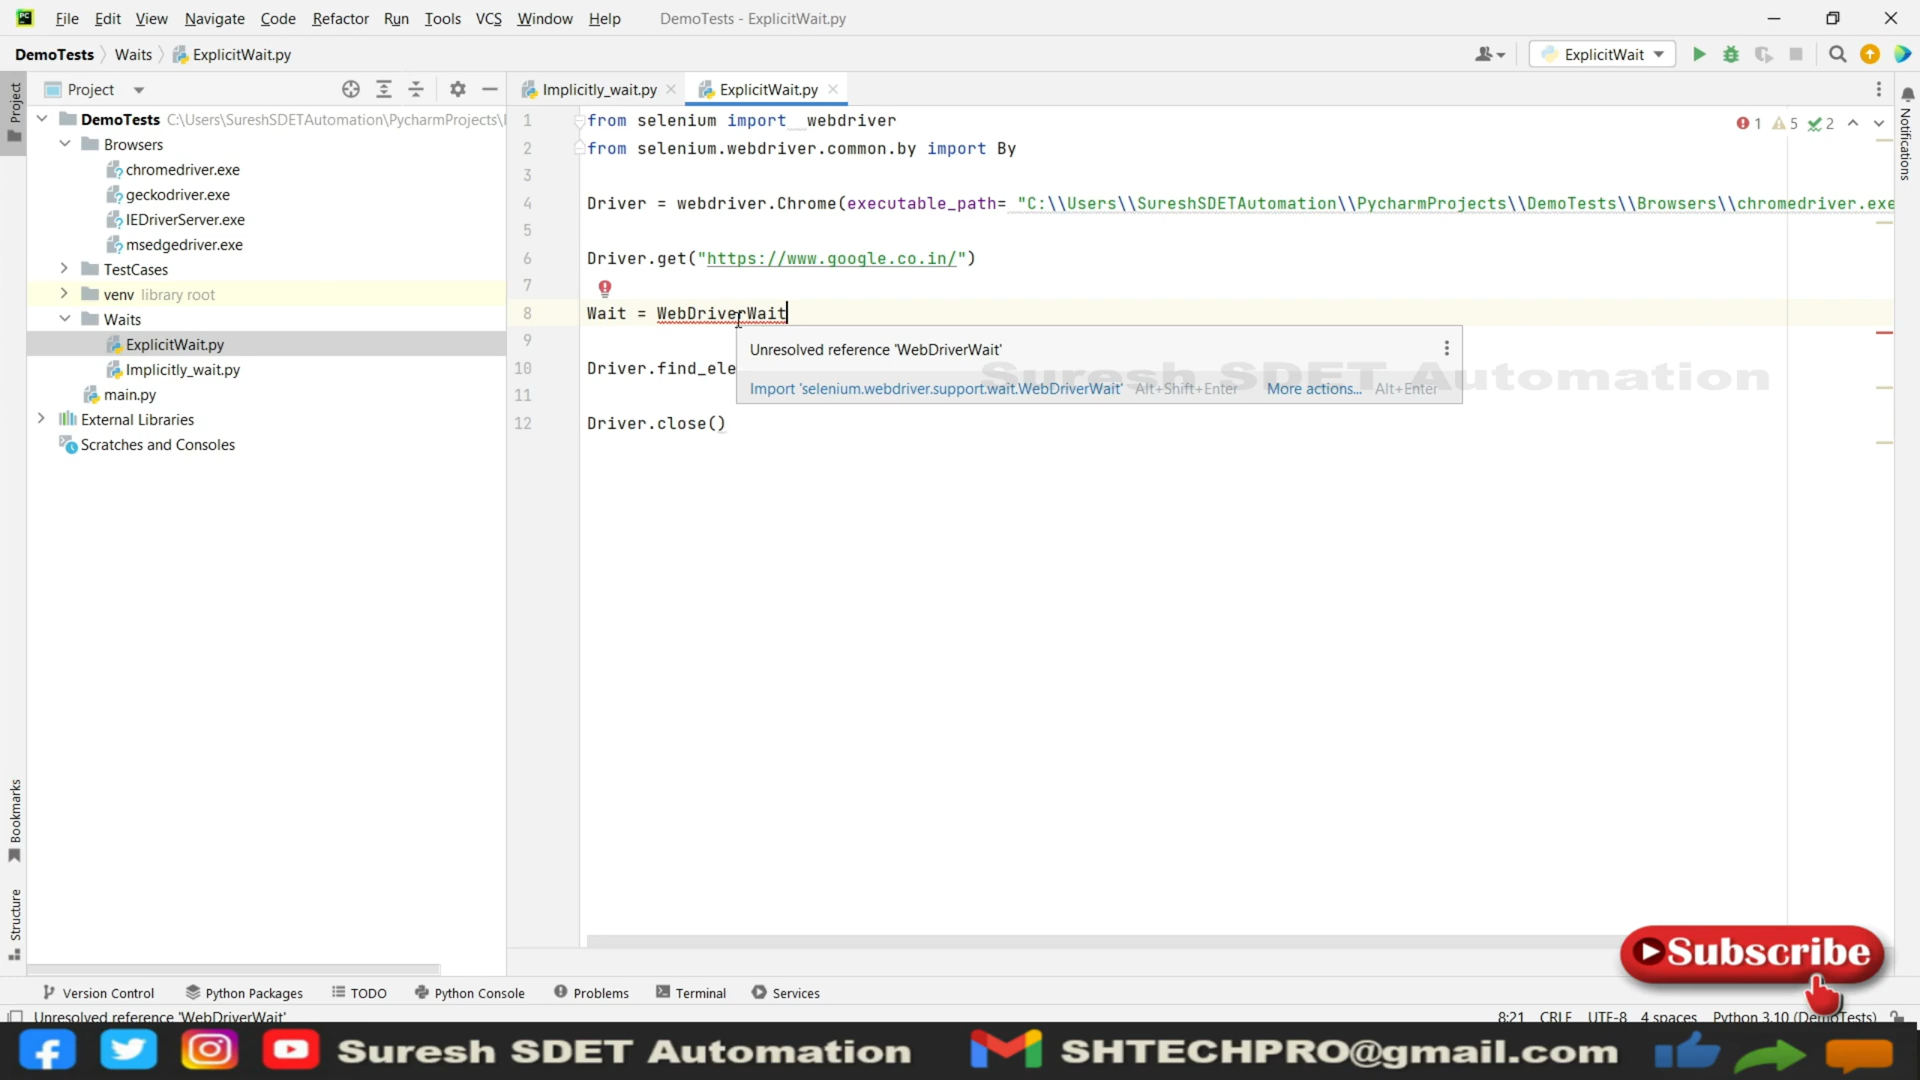 File Edit View Navigate Code Refactor Run Tools VCS Window Help DemoTests - ExplicitWait.py
DemoTests Waits ExplicitWait.py ExplicitWait
Project
Implicitly_wait.py ExplicitWait.py
DemoTests C:\Users\SureshSDETAutomation\PycharmProjects\
Browsers
chromedriver.exe
geckodriver.exe
IEDriverServer.exe
msedgedriver.exe
TestCases
venv library root
Waits
ExplicitWait.py
Implicitly_wait.py
main.py
External Libraries
Scratches and Consoles
1 from selenium import webdriver
2 from selenium.webdriver.common.by import By
3
4 Driver = webdriver.Chrome(executable_path= "C:\\Users\\SureshSDETAutomation\\PycharmProjects\\DemoTests\\Browsers\\chromedriver.exe
5
6 Driver.get("https://www.google.co.in/")
7
8 Wait = WebDriverWait
9
10 Driver.find_ele
11
12 Driver.close()
1 5 2
Unresolved reference 'WebDriverWait'
Import 'selenium.webdriver.support.wait.WebDriverWait' Alt+Shift+Enter More actions... Alt+Enter
Suresh SDET Automation
Project
Bookmarks
Structure
Notifications
Subscribe
Version Control Python Packages TODO Python Console Problems Terminal Services
Unresolved reference 'WebDriverWait' 8:21 CRLF UTF-8 4 spaces Python 3.10 (DemoTests)
Suresh SDET Automation SHTECHPRO@gmail.com